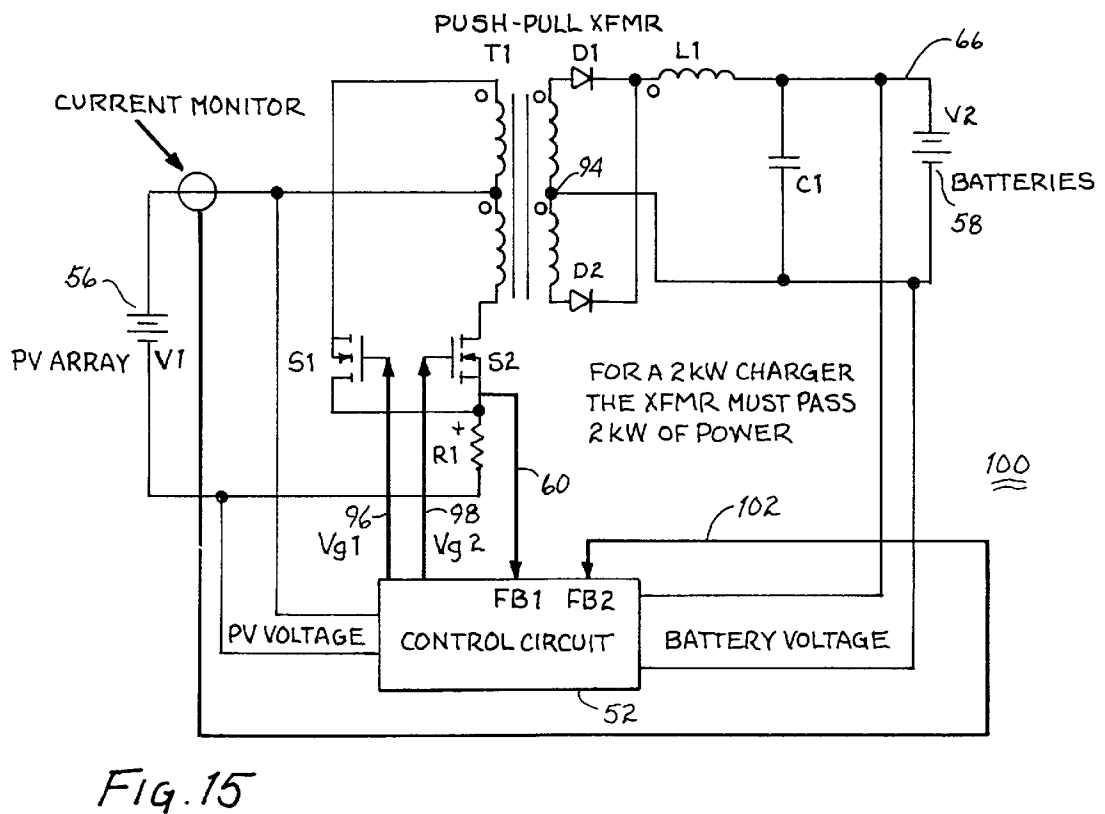 PUSH-PULL XFMR
T1
D1
L1
66
CURRENT MONITOR
V2
94
C1
BATTERIES
58
56
D2
PV ARRAY
V1
S1
S2
FOR A 2KW CHARGER
THE XFMR MUST PASS
2KW OF POWER
+
R1
60
100
96
98
102
Vg1
Vg2
FB1
FB2
PV VOLTAGE
CONTROL CIRCUIT
BATTERY VOLTAGE
52
FIG. 15